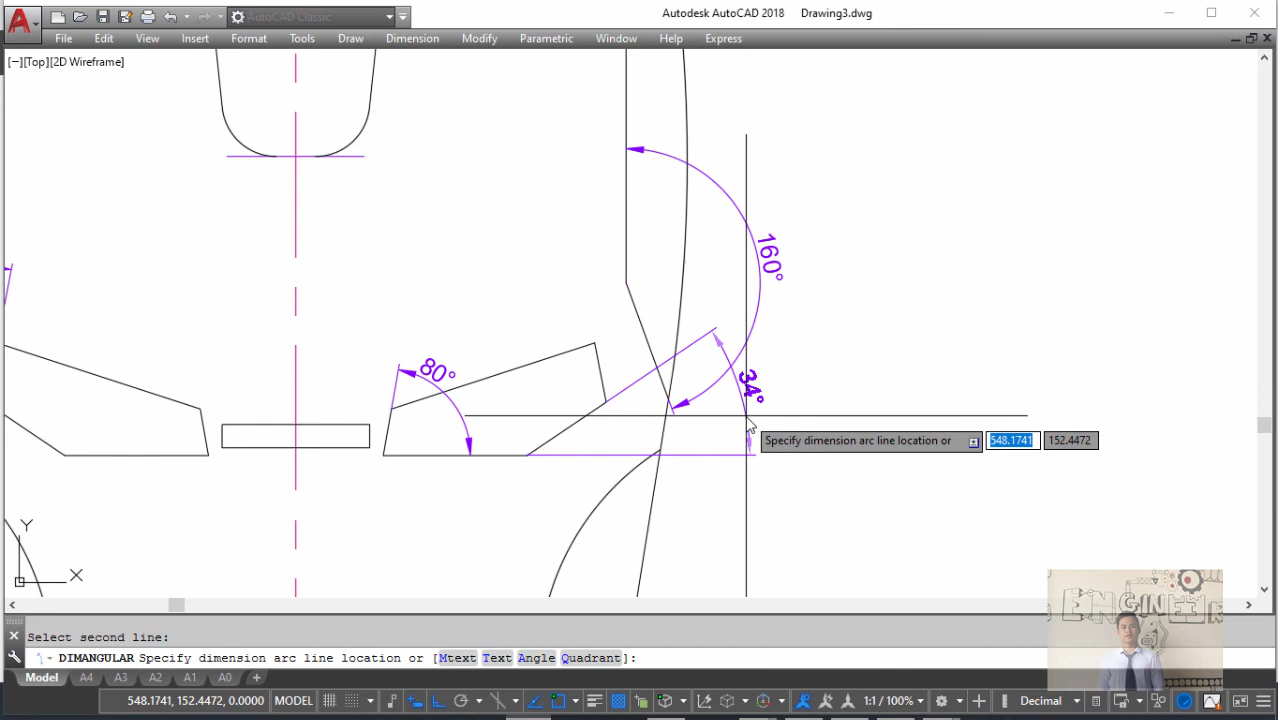 AutoCAD Classic
Autodesk AutoCAD 2018 Drawing3.dwg
File Edit View Insert Format Tools Draw Dimension Modify Parametric Window Help Express
[−][Top][2D Wireframe]
160°
80°
34°
Specify dimension arc line location or 548.1741 152.4472
Y
X
ENGINEER
Select second line:
DIMANGULAR Specify dimension arc line location or [Mtext Text Angle Quadrant]:
Model A4 A3 A2 A1 A0 +
548.1741, 152.4472, 0.0000 MODEL 1:1 / 100% Decimal